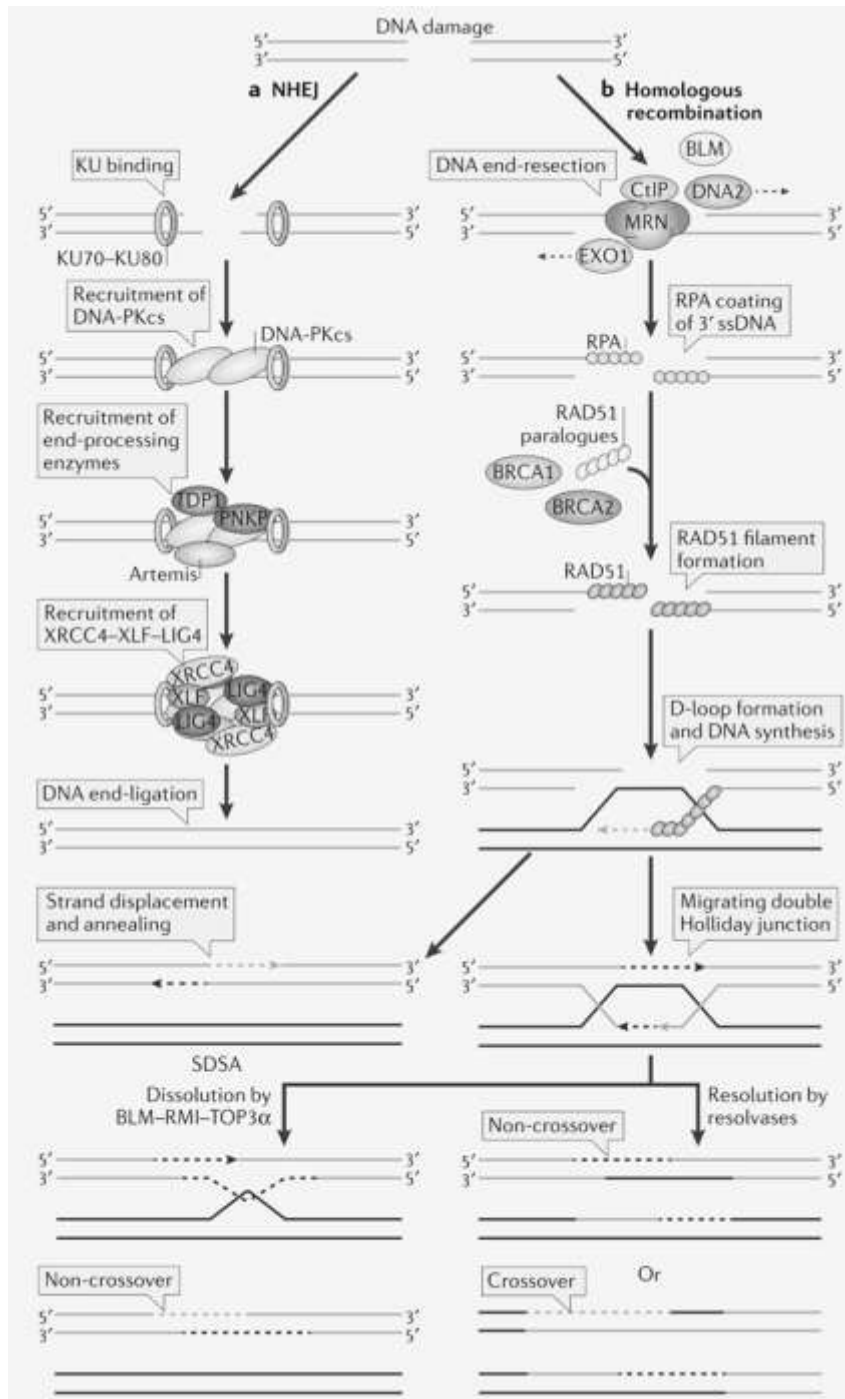 DNA damage
5′ 3′
3′ 5′
a NHEJ
b Homologous
recombination
KU binding
5′ 3′
3′ 5′
KU70–KU80
Recruitment of
DNA-PKcs
DNA-PKcs
5′ 3′
3′ 5′
Recruitment of
end-processing
enzymes
TDP1
PNKP
5′ 3′
3′ 5′
Artemis
Recruitment of
XRCC4–XLF–LIG4
XRCC4
5′ XLF LIG4 3′
3′ LIG4 XLF 5′
XRCC4
DNA end-ligation
5′ 3′
3′ 5′
BLM
DNA end-resection
CtIP DNA2
5′ 3′
3′ MRN 5′
EXO1
RPA coating
of 3′ ssDNA
RPA
5′ 3′
3′ 5′
RAD51
paralogues
BRCA1
BRCA2
RAD51 filament
formation
RAD51
5′ 3′
3′ 5′
D-loop formation
and DNA synthesis
5′ 3′
3′ 5′
Strand displacement
and annealing
5′ 3′
3′ 5′
SDSA
Migrating double
Holliday junction
5′ 3′
3′ 5′
Dissolution by
BLM–RMI–TOP3α
5′ 3′
3′ 5′
Non-crossover
5′ 3′
3′ 5′
Resolution by
resolvases
Non-crossover
5′ 3′
3′ 5′
Or
Crossover
5′ 3′
3′ 5′